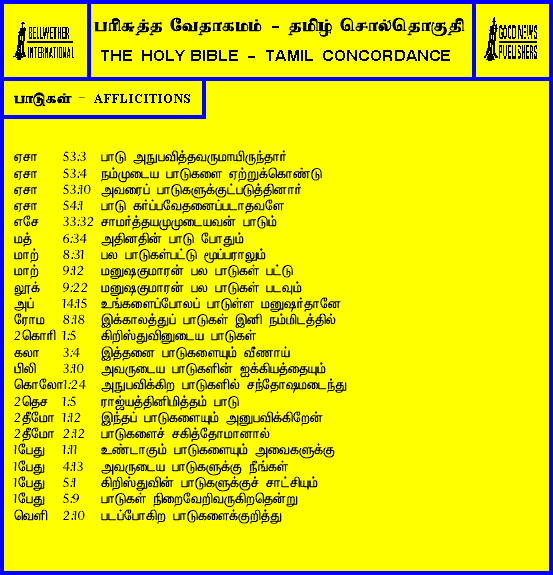 BELLWETHER
INTERNATIONAL
பரிசுத்த வேதாகமம் - தமிழ் சொல்தொகுதி
THE HOLY BIBLE - TAMIL CONCORDANCE
GOOD NEWS
PUBLISHERS
பாடுகள் - AFFLICITIONS
ஏசா 53:3 பாடு அநுபவித்தவருமாயிருந்தார்
ஏசா 53:4 நம்முடைய பாடுகளை ஏற்றுக்கொண்டு
ஏசா 53:10 அவரைப் பாடுகளுக்குட்படுத்தினார்
ஏசா 54:1 பாடு கர்ப்பவேதனைப்படாதவளே
எசே 33:32 சாமர்த்தயமுமுடையவன் பாடும்
மத் 6:34 அதினதின் பாடு போதும்
மாற் 8:31 பல பாடுகள்பட்டு மூப்பராலும்
மாற் 9:12 மனுஷகுமாரன் பல பாடுகள் பட்டு
லூக் 9:22 மனுஷகுமாரன் பல பாடுகள் படவும்
அப் 14:15 உங்களைப்போலப் பாடுள்ள மனுஷர்தானே
ரோம 8:18 இக்காலத்துப் பாடுகள் இனி நம்மிடத்தில்
2கொரி 1:5 கிறிஸ்துவினுடைய பாடுகள்
கலா 3:4 இத்தனை பாடுகளையும் வீணாய்
பிலி 3:10 அவருடைய பாடுகளின் ஐக்கியத்தையும்
கொலோ1:24 அநுபவிக்கிற பாடுகளில் சந்தோஷமடைந்து
2தெச 1:5 ராஜ்யத்தினிமித்தம் பாடு
2தீமோ 1:12 இந்தப் பாடுகளையும் அனுபவிக்கிறேன்
2தீமோ 2:12 பாடுகளைச் சகித்தோமானால்
1பேது 1:11 உண்டாகும் பாடுகளையும் அவைகளுக்கு
1பேது 4:13 அவருடைய பாடுகளுக்கு நீங்கள்
1பேது 5:1 கிறிஸ்துவின் பாடுகளுக்குச் சாட்சியும்
1பேது 5:9 பாடுகள் நிறைவேறிவருகிறதென்று
வெளி 2:10 படப்போகிற பாடுகளைக்குறித்து